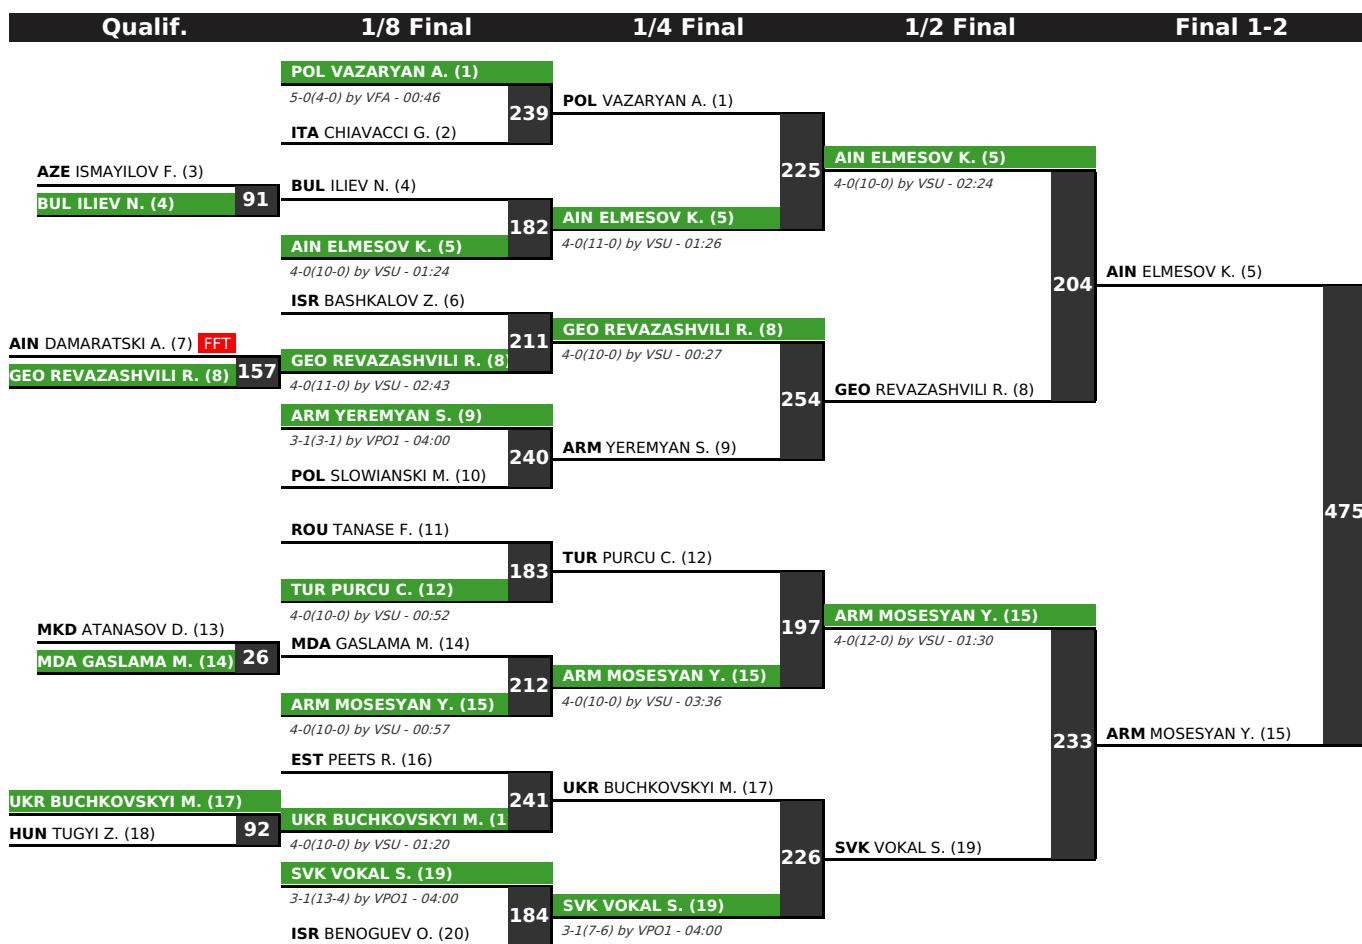 Qualif.
1/8 Final
1/4 Final
1/2 Final
Final 1-2
POL VAZARYAN A. (1)
5-0(4-0) by VFA - 00:46
239
ITA CHIAVACCI G. (2)
POL VAZARYAN A. (1)
AZE ISMAYILOV F. (3)
BUL ILIEV N. (4)
91
BUL ILIEV N. (4)
182
AIN ELMESOV K. (5)
4-0(10-0) by VSU - 01:24
225
AIN ELMESOV K. (5)
4-0(11-0) by VSU - 01:26
AIN ELMESOV K. (5)
4-0(10-0) by VSU - 02:24
ISR BASHKALOV Z. (6)
211
AIN DAMARATSKI A. (7) FFT
GEO REVAZASHVILI R. (8)
157
GEO REVAZASHVILI R. (8)
4-0(11-0) by VSU - 02:43
GEO REVAZASHVILI R. (8)
4-0(10-0) by VSU - 00:27
254
204
AIN ELMESOV K. (5)
GEO REVAZASHVILI R. (8)
ARM YEREMYAN S. (9)
3-1(3-1) by VPO1 - 04:00
240
POL SLOWIANSKI M. (10)
ARM YEREMYAN S. (9)
475
ROU TANASE F. (11)
183
TUR PURCU C. (12)
4-0(10-0) by VSU - 00:52
TUR PURCU C. (12)
197
MKD ATANASOV D. (13)
MDA GASLAMA M. (14)
26
MDA GASLAMA M. (14)
212
ARM MOSESYAN Y. (15)
4-0(10-0) by VSU - 00:57
ARM MOSESYAN Y. (15)
4-0(10-0) by VSU - 03:36
ARM MOSESYAN Y. (15)
4-0(12-0) by VSU - 01:30
233
ARM MOSESYAN Y. (15)
EST PEETS R. (16)
241
UKR BUCHKOVSKYI M. (17)
92
HUN TUGYI Z. (18)
UKR BUCHKOVSKYI M. (1
4-0(10-0) by VSU - 01:20
UKR BUCHKOVSKYI M. (17)
226
SVK VOKAL S. (19)
SVK VOKAL S. (19)
3-1(13-4) by VPO1 - 04:00
184
ISR BENOGUEV O. (20)
SVK VOKAL S. (19)
3-1(7-6) by VPO1 - 04:00